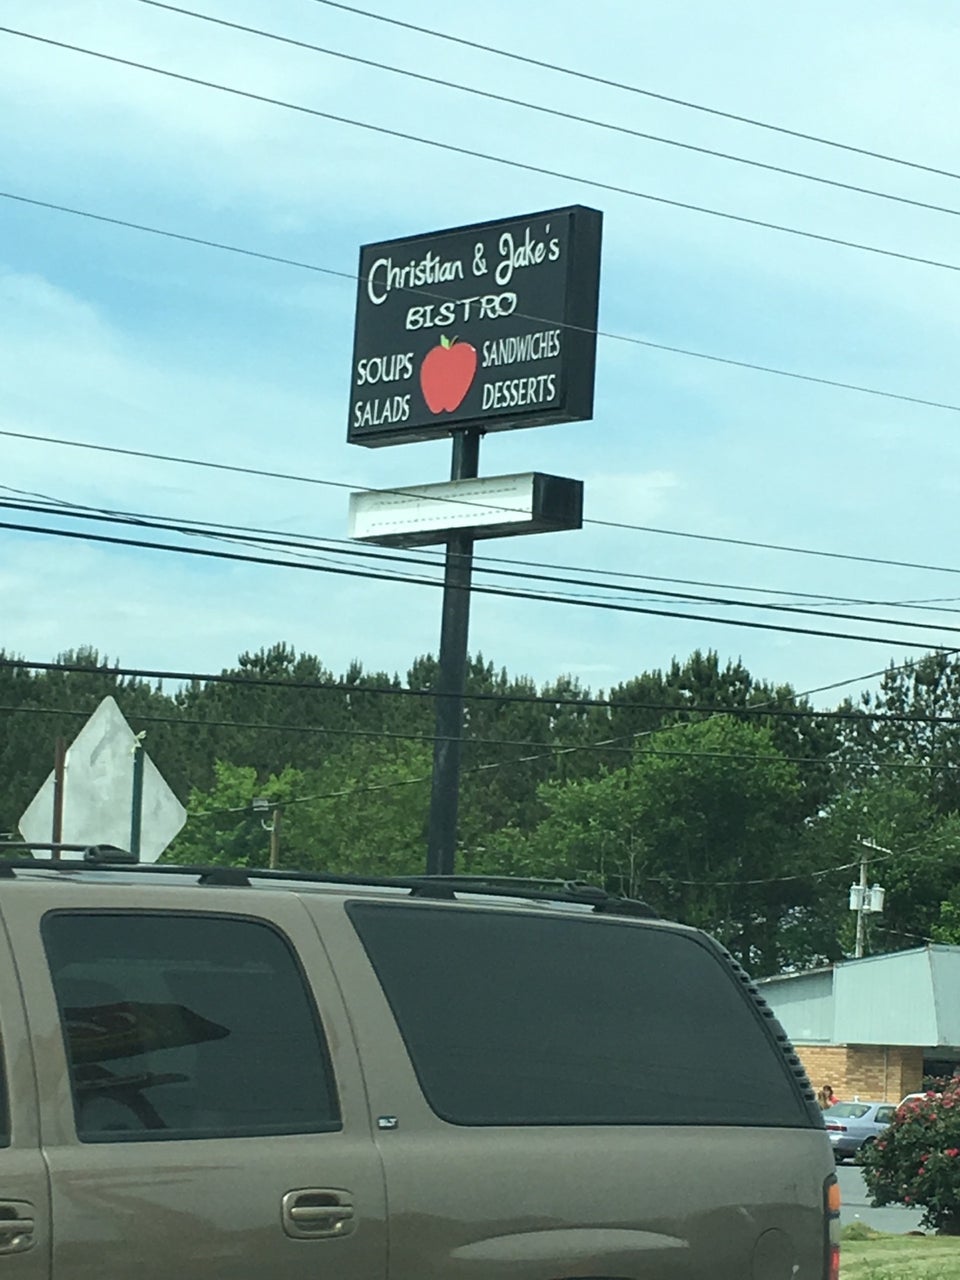 Christian & Jake's
BISTRO
SOUPS SANDWICHES
SALADS DESSERTS